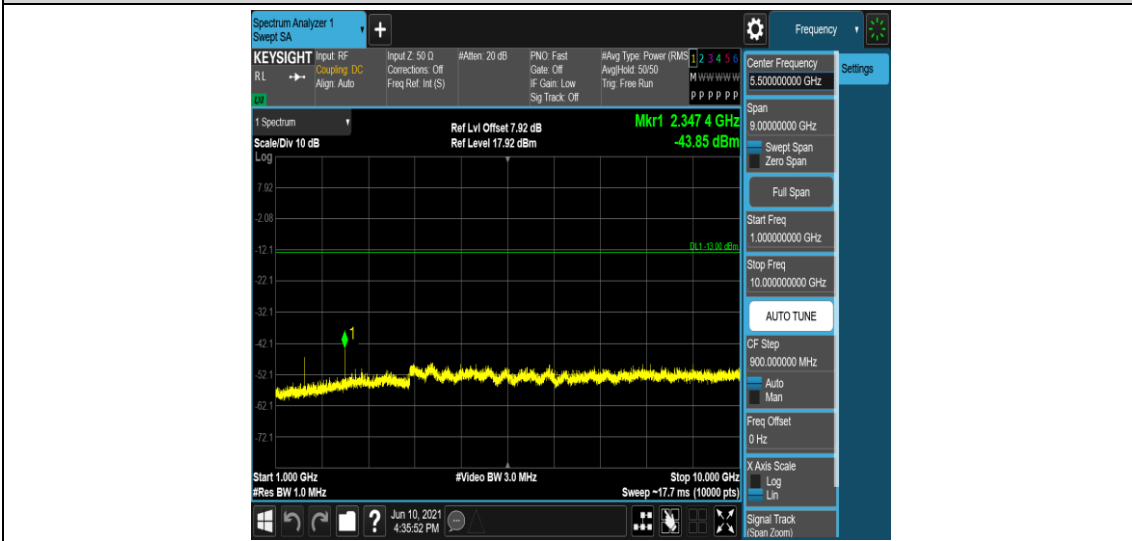 Spectrum Analyzer 1
Swept SA
+
Frequency
KEYSIGHT
RL
LXI
Input: RF
Coupling: DC
Align: Auto
Input Z: 50 Ω
Corrections: Off
Freq Ref: Int (S)
#Atten: 20 dB
PNO: Fast
Gate: Off
IF Gain: Low
Sig Track: Off
#Avg Type: Power (RMS
Avg|Hold: 50/50
Trig: Free Run
1 2 3 4 5 6
M W W W W W
P P P P P P
1 Spectrum
Scale/Div 10 dB
Log
Ref Lvl Offset 7.92 dB
Ref Level 17.92 dBm
Mkr1 2.347 4 GHz
-43.85 dBm
7.92
-2.08
-12.1
DL1 -13.00 dBm
-22.1
-32.1
1
-42.1
-52.1
-62.1
-72.1
Start 1.000 GHz
#Res BW 1.0 MHz
#Video BW 3.0 MHz
Stop 10.000 GHz
Sweep ~17.7 ms (10000 pts)
?
Jun 10, 2021
4:35:52 PM
Center Frequency
5.500000000 GHz
Span
9.00000000 GHz
Swept Span
Zero Span
Full Span
Start Freq
1.000000000 GHz
Stop Freq
10.000000000 GHz
AUTO TUNE
CF Step
900.000000 MHz
Auto
Man
Freq Offset
0 Hz
X Axis Scale
Log
Lin
Signal Track
(Span Zoom)
Settings